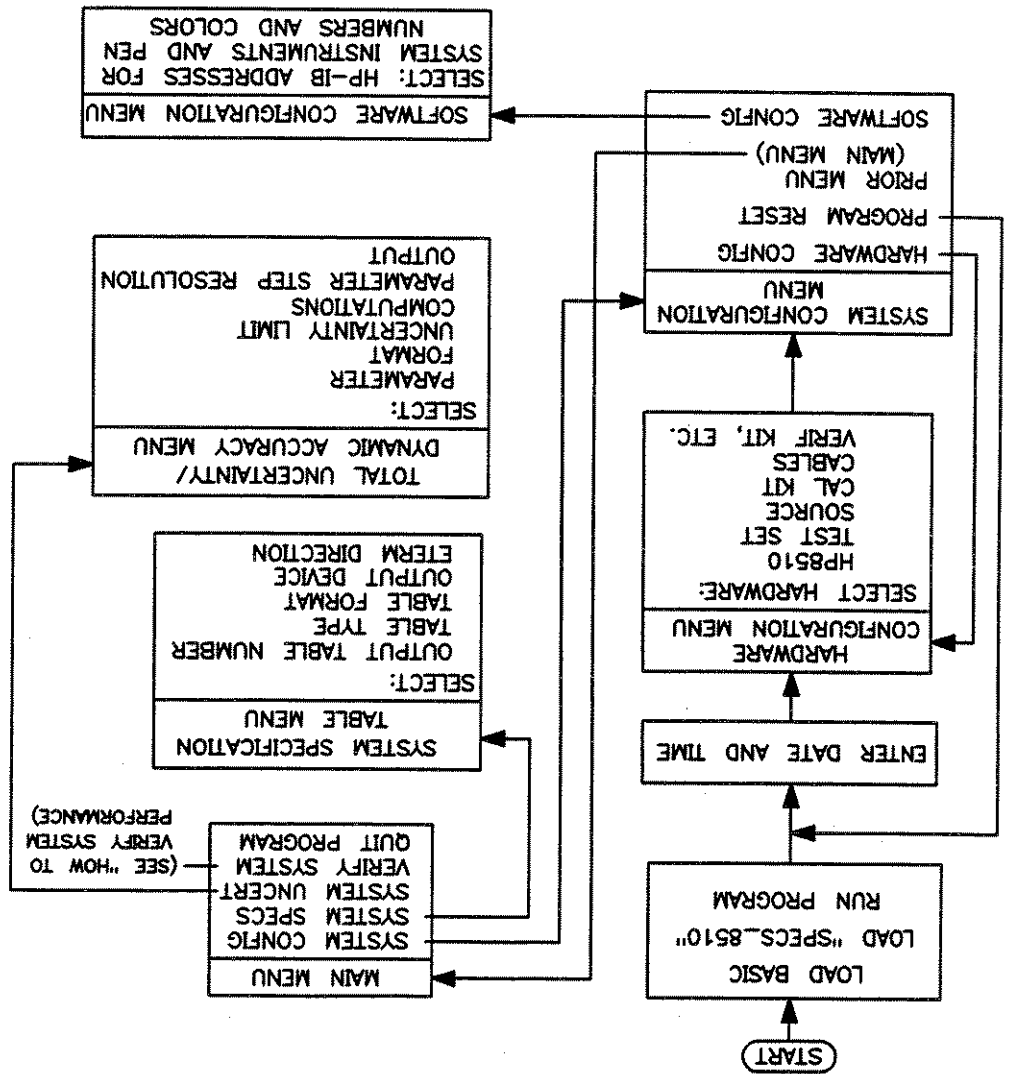 START
LOAD BASIC
LOAD "SPECS_8510"
RUN PROGRAM
ENTER DATE AND TIME
HARDWARE
CONFIGURATION MENU
SELECT HARDWARE:
HP8510
TEST SET
SOURCE
CAL KIT
CABLES
VERIF KIT, ETC.
SYSTEM CONFIGURATION
MENU
HARDWARE CONFIG
PROGRAM RESET
PRIOR MENU
(MAIN MENU)
SOFTWARE CONFIG
MAIN MENU
SYSTEM CONFIG
SYSTEM SPECS
SYSTEM UNCERT
VERIFY SYSTEM
QUIT PROGRAM
(SEE "HOW TO
VERIFY SYSTEM
PERFORMANCE)
SYSTEM SPECIFICATION
TABLE MENU
SELECT:
OUTPUT TABLE NUMBER
TABLE TYPE
TABLE FORMAT
OUTPUT DEVICE
ETERM DIRECTION
TOTAL UNCERTAINTY/
DYNAMIC ACCURACY MENU
SELECT:
PARAMETER
FORMAT
UNCERTAINTY LIMIT
COMPUTATIONS
PARAMETER STEP RESOLUTION
OUTPUT
SOFTWARE CONFIGURATION MENU
SELECT: HP-IB ADDRESSES FOR
SYSTEM INSTRUMENTS AND PEN
NUMBERS AND COLORS